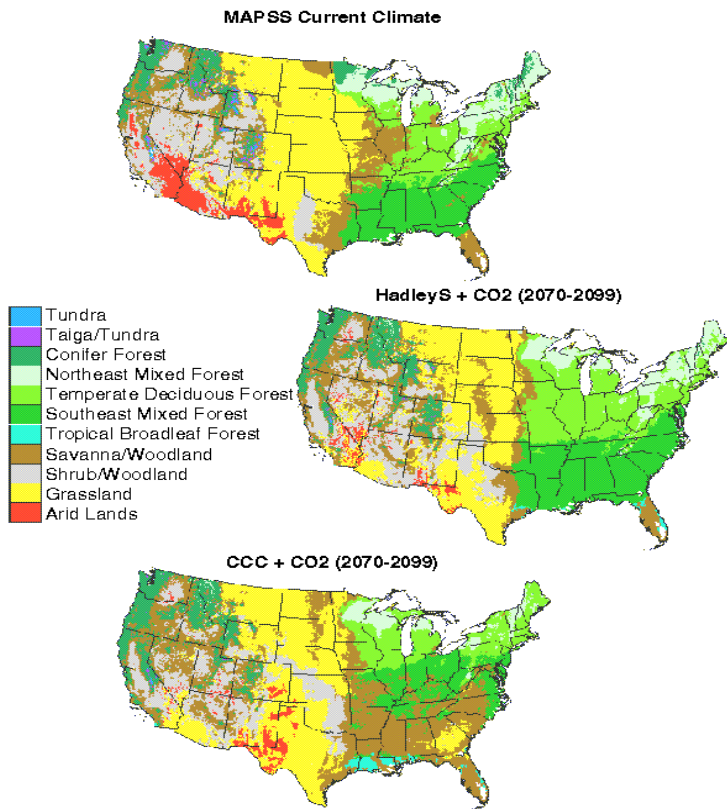 MAPSS Current Climate
HadleyS + CO2 (2070-2099)
Tundra
Taiga/Tundra
Conifer Forest
Northeast Mixed Forest
Temperate Deciduous Forest
Southeast Mixed Forest
Tropical Broadleaf Forest
Savanna/Woodland
Shrub/Woodland
Grassland
Arid Lands
CCC + CO2 (2070-2099)